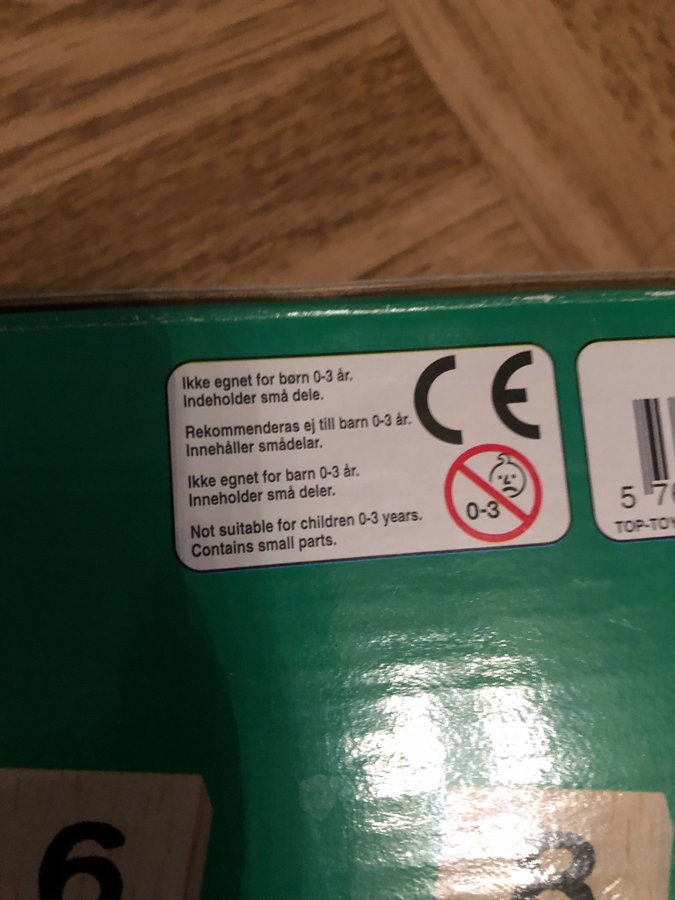 Ikke egnet for børn 0-3 år.
Indeholder små dele.
Rekommenderas ej till barn 0-3 år.
Innehåller smådelar.
Ikke egnet for barn 0-3 år.
Inneholder små deler.
Not suitable for children 0-3 years.
Contains small parts.
CE
0-3
5
TOP-TOY
6